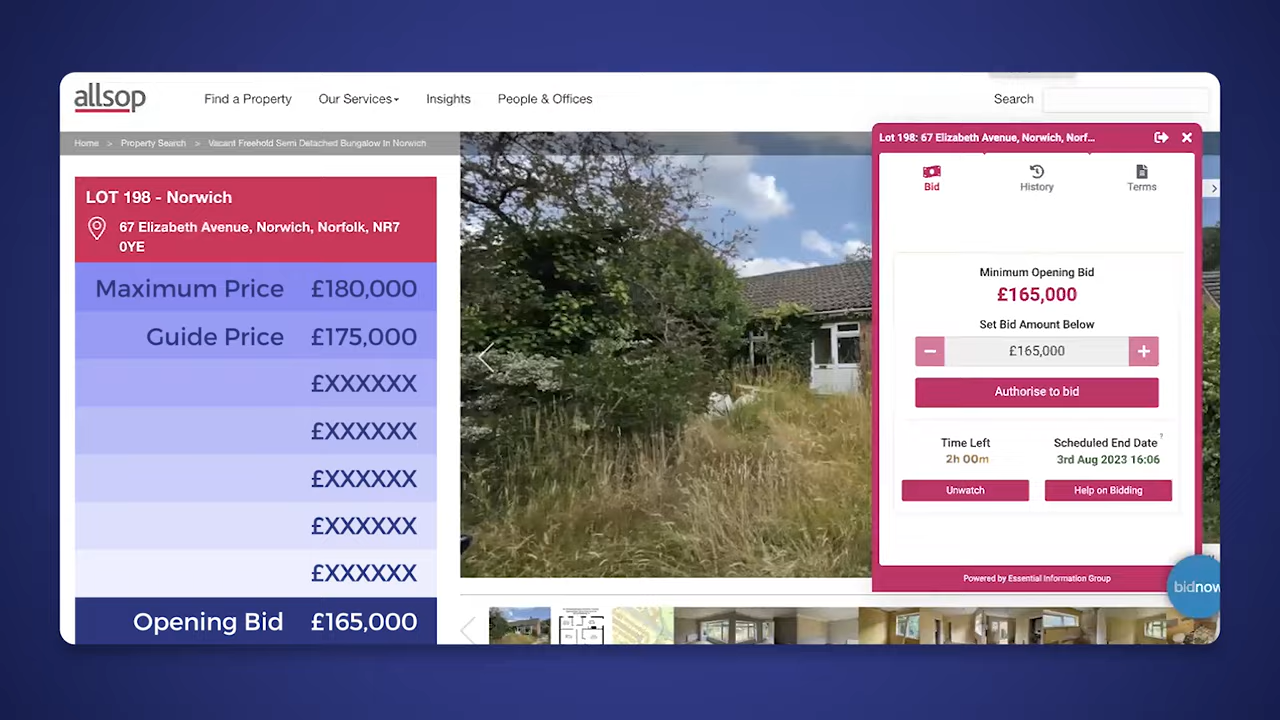 allsop
Find a Property
Our Services
Insights
People & Offices
Search
Home > Property Search > Vacant Freehold Semi Detached Bungalow In Norwich
LOT 198 - Norwich
67 Elizabeth Avenue, Norwich, Norfolk, NR7
0YE
Maximum Price £180,000
Guide Price £175,000
£XXXXXX
£XXXXXX
£XXXXXX
£XXXXXX
£XXXXXX
Opening Bid £165,000
Lot 198: 67 Elizabeth Avenue, Norwich, Norf...
Bid
History
Terms
Minimum Opening Bid
£165,000
Set Bid Amount Below
− £165,000 +
Authorise to bid
Time Left
2h 00m
Scheduled End Date ?
3rd Aug 2023 16:06
Unwatch
Help on Bidding
Powered by Essential Information Group
bidnow